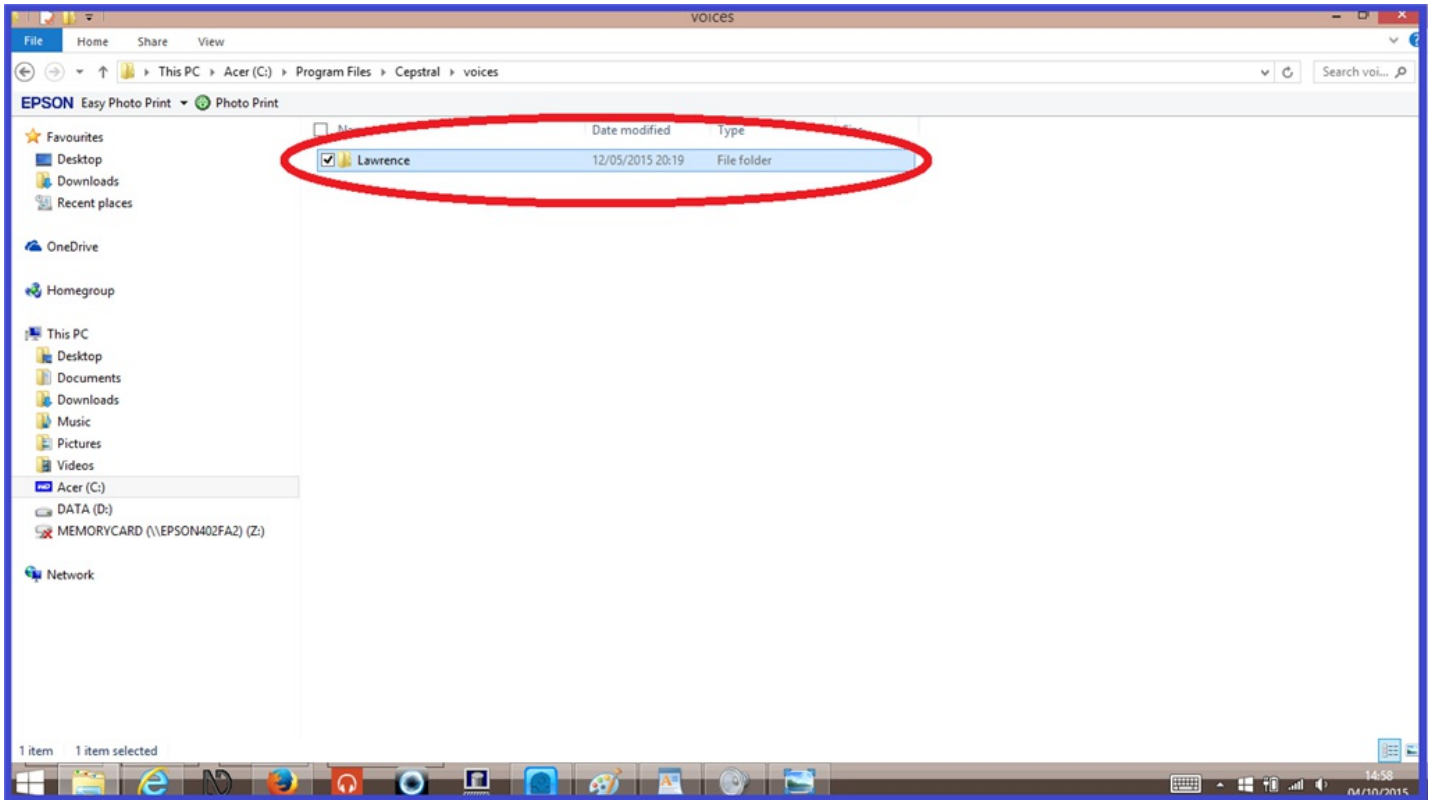 voices
File Home Share View
This PC Acer (C:) Program Files Cepstral voices Search voi...
EPSON Easy Photo Print Photo Print
Date modified Type
Lawrence 12/05/2015 20:19 File folder
Favourites
Desktop
Downloads
Recent places
OneDrive
Homegroup
This PC
Desktop
Documents
Downloads
Music
Pictures
Videos
Acer (C:)
DATA (D:)
MEMORYCARD (\\EPSON402FA2) (Z:)
Network
1 item 1 item selected
14:58
04/10/2015